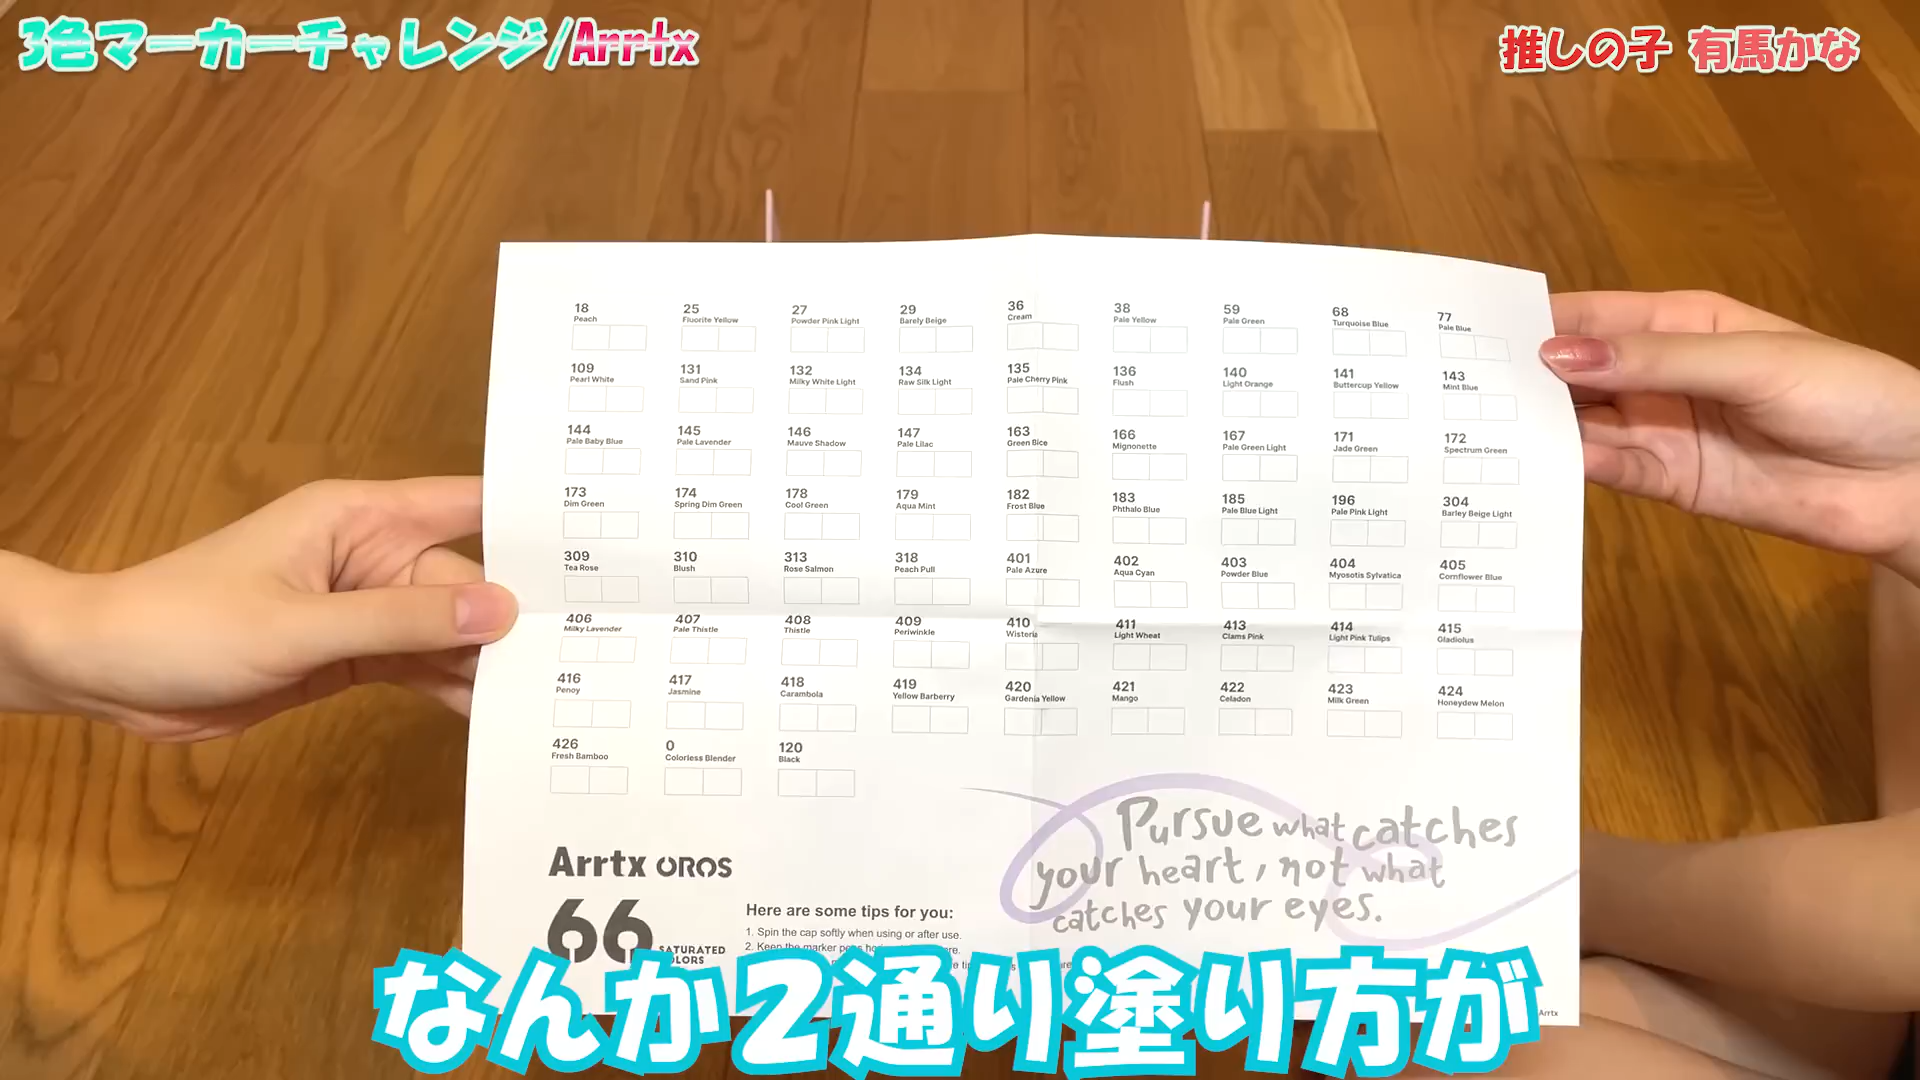 3色マーカーチャレンジ/Arrtx
推しの子 有馬かな
18 25 27 29 36 38 59 68 77
Peach Fluorite Yellow Powder Pink Light Barely Beige Cream Pale Yellow Pale Green Turquoise Blue Pale Blue
109 131 132 134 135 136 140 141 143
Pearl White Sand Pink Milky White Light Raw Silk Light Pale Cherry Pink Flush Light Orange Buttercup Yellow Mint Blue
144 145 146 147 163 166 167 171 172
Pale Baby Blue Pale Lavender Mauve Shadow Pale Lilac Green Bice Mignonette Pale Green Light Jade Green Spectrum Green
173 174 178 179 182 183 185 196 304
Dim Green Spring Dim Green Cool Green Aqua Mint Frost Blue Phthalo Blue Pale Blue Light Pale Pink Light Barley Beige Light
309 310 313 318 401 402 403 404 405
Tea Rose Blush Rose Salmon Peach Pull Pale Azure Aqua Cyan Powder Blue Myosotis Sylvatica Cornflower Blue
406 407 408 409 410 411 413 414 415
Milky Lavender Pale Thistle Thistle Periwinkle Wisteria Light Wheat Clams Pink Light Pink Tulips Gladiolus
416 417 418 419 420 421 422 423 424
Penoy Jasmine Carambola Yellow Barberry Gardenia Yellow Mango Celadon Milk Green Honeydew Melon
426 0 120
Fresh Bamboo Colorless Blender Black
Pursue what catches
your heart, not what
catches your eyes.
Arrtx OROS
66 SATURATED
Here are some tips for you:
1. Spin the cap softly when using or after use.
2. Keep the marker
なんか2通り塗り方が
Arrtx